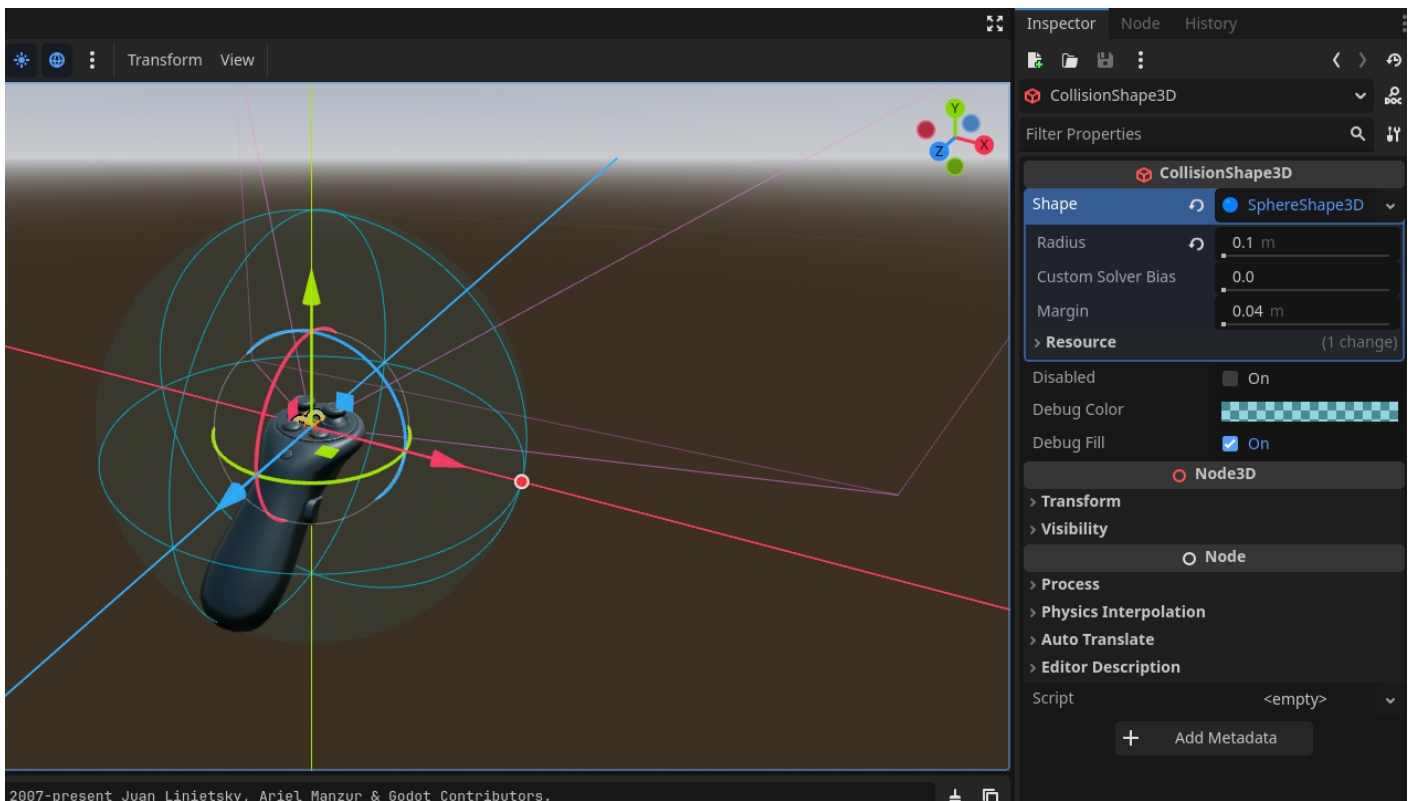 Inspector Node History
Transform View
CollisionShape3D
DOC
Filter Properties
Y
X
Z
CollisionShape3D
Shape SphereShape3D
Radius 0.1 m
Custom Solver Bias 0.0
Margin 0.04 m
Resource (1 change)
Disabled On
Debug Color
Debug Fill On
Node3D
Transform
Visibility
Node
Process
Physics Interpolation
Auto Translate
Editor Description
Script <empty>
Add Metadata
2007-present Juan Linietsky, Ariel Manzur & Godot Contributors.